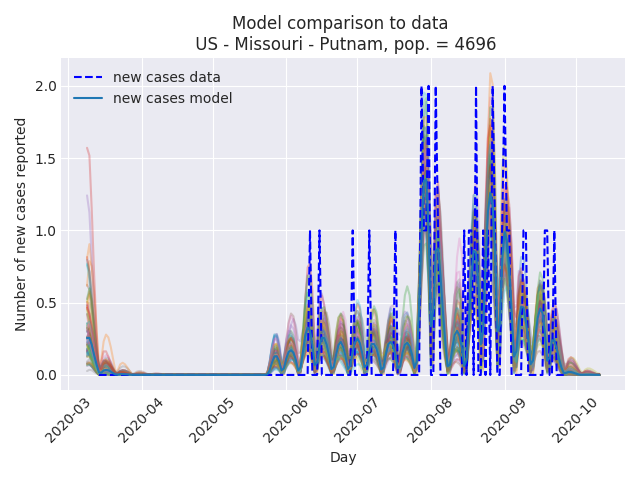 Model comparison to data
US - Missouri - Putnam, pop. = 4696
new cases data
new cases model
Number of new cases reported
2.0
1.5
1.0
0.5
0.0
2020-03
2020-04
2020-05
2020-06
2020-07
2020-08
2020-09
2020-10
Day